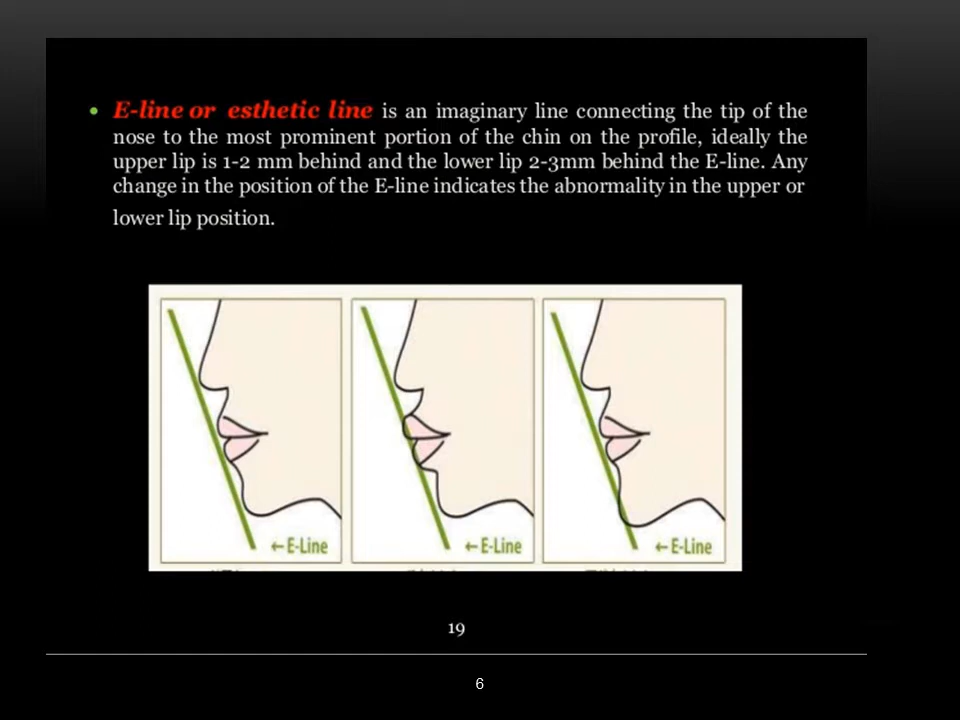 • E-line or esthetic line is an imaginary line connecting the tip of the
nose to the most prominent portion of the chin on the profile, ideally the
upper lip is 1-2 mm behind and the lower lip 2-3mm behind the E-line. Any
change in the position of the E-line indicates the abnormality in the upper or
lower lip position.
←E-Line ←E-Line ←E-Line
19
6